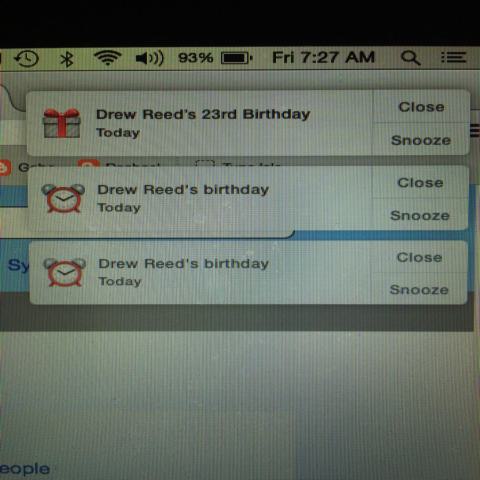 93% Fri 7:27 AM
Drew Reed's 23rd Birthday
Today
Close
Snooze
Drew Reed's birthday
Today
Close
Snooze
Sy
Drew Reed's birthday
Today
Close
Snooze
eople